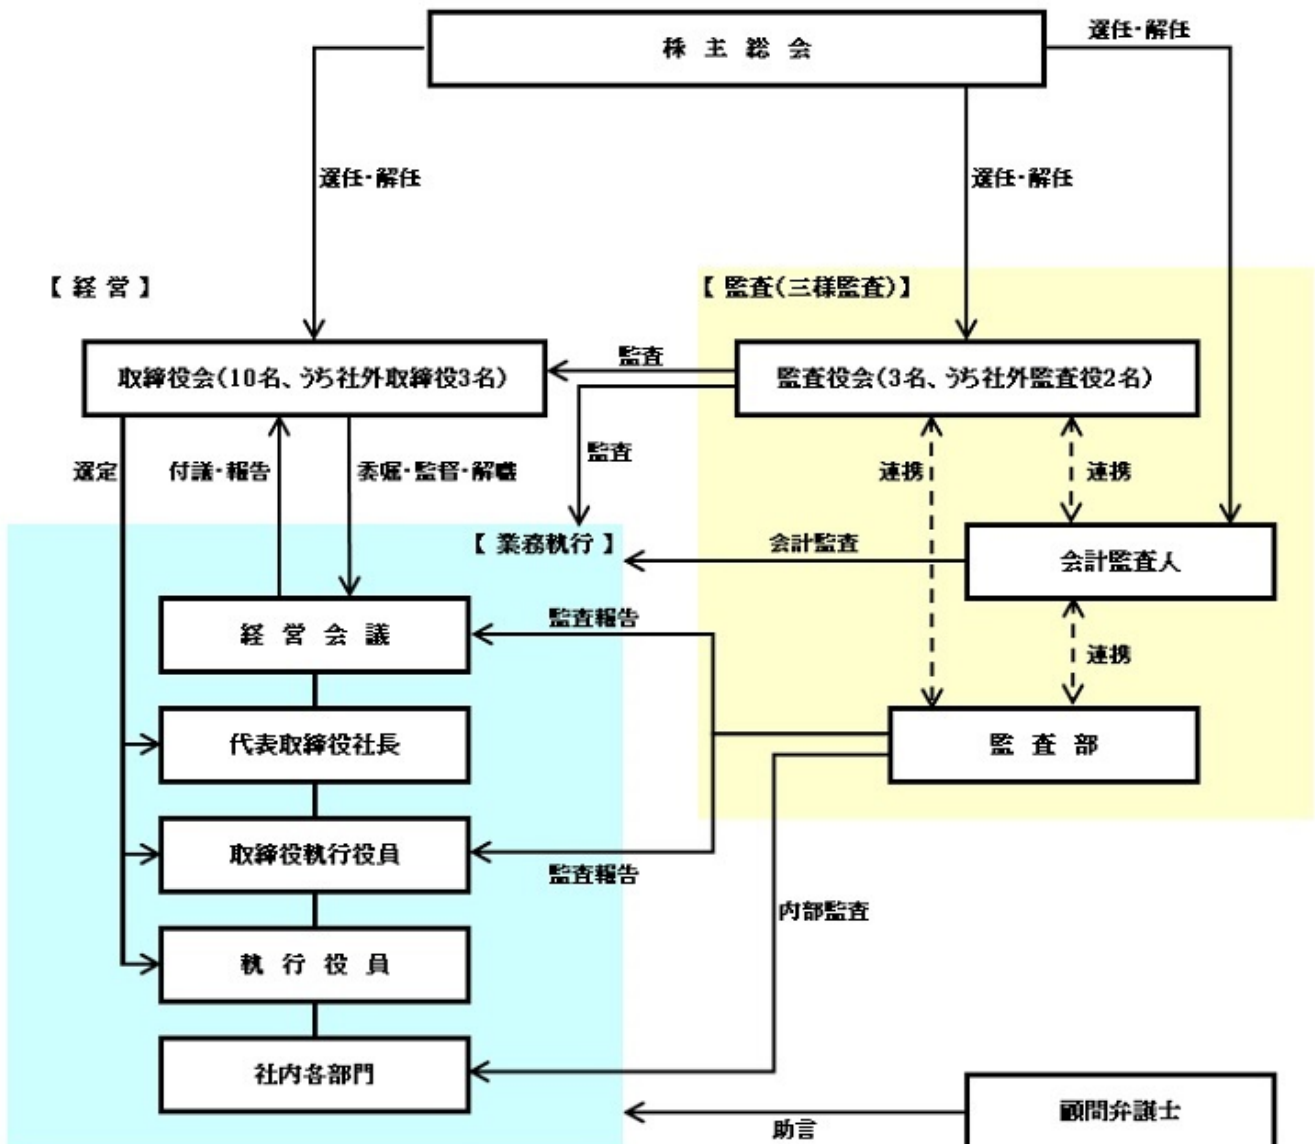 株主総会
選任・解任
選任・解任
選任・解任
【経営】
【監査(三様監査)】
取締役会(10名、うち社外取締役3名)
監査
監査役会(3名、うち社外監査役2名)
選定
付議・報告
委嘱・監督・解職
監査
連携
連携
【業務執行】
会計監査
会計監査人
経営会議
監査報告
連携
代表取締役社長
監査部
取締役執行役員
監査報告
内部監査
執行役員
社内各部門
顧問弁護士
助言